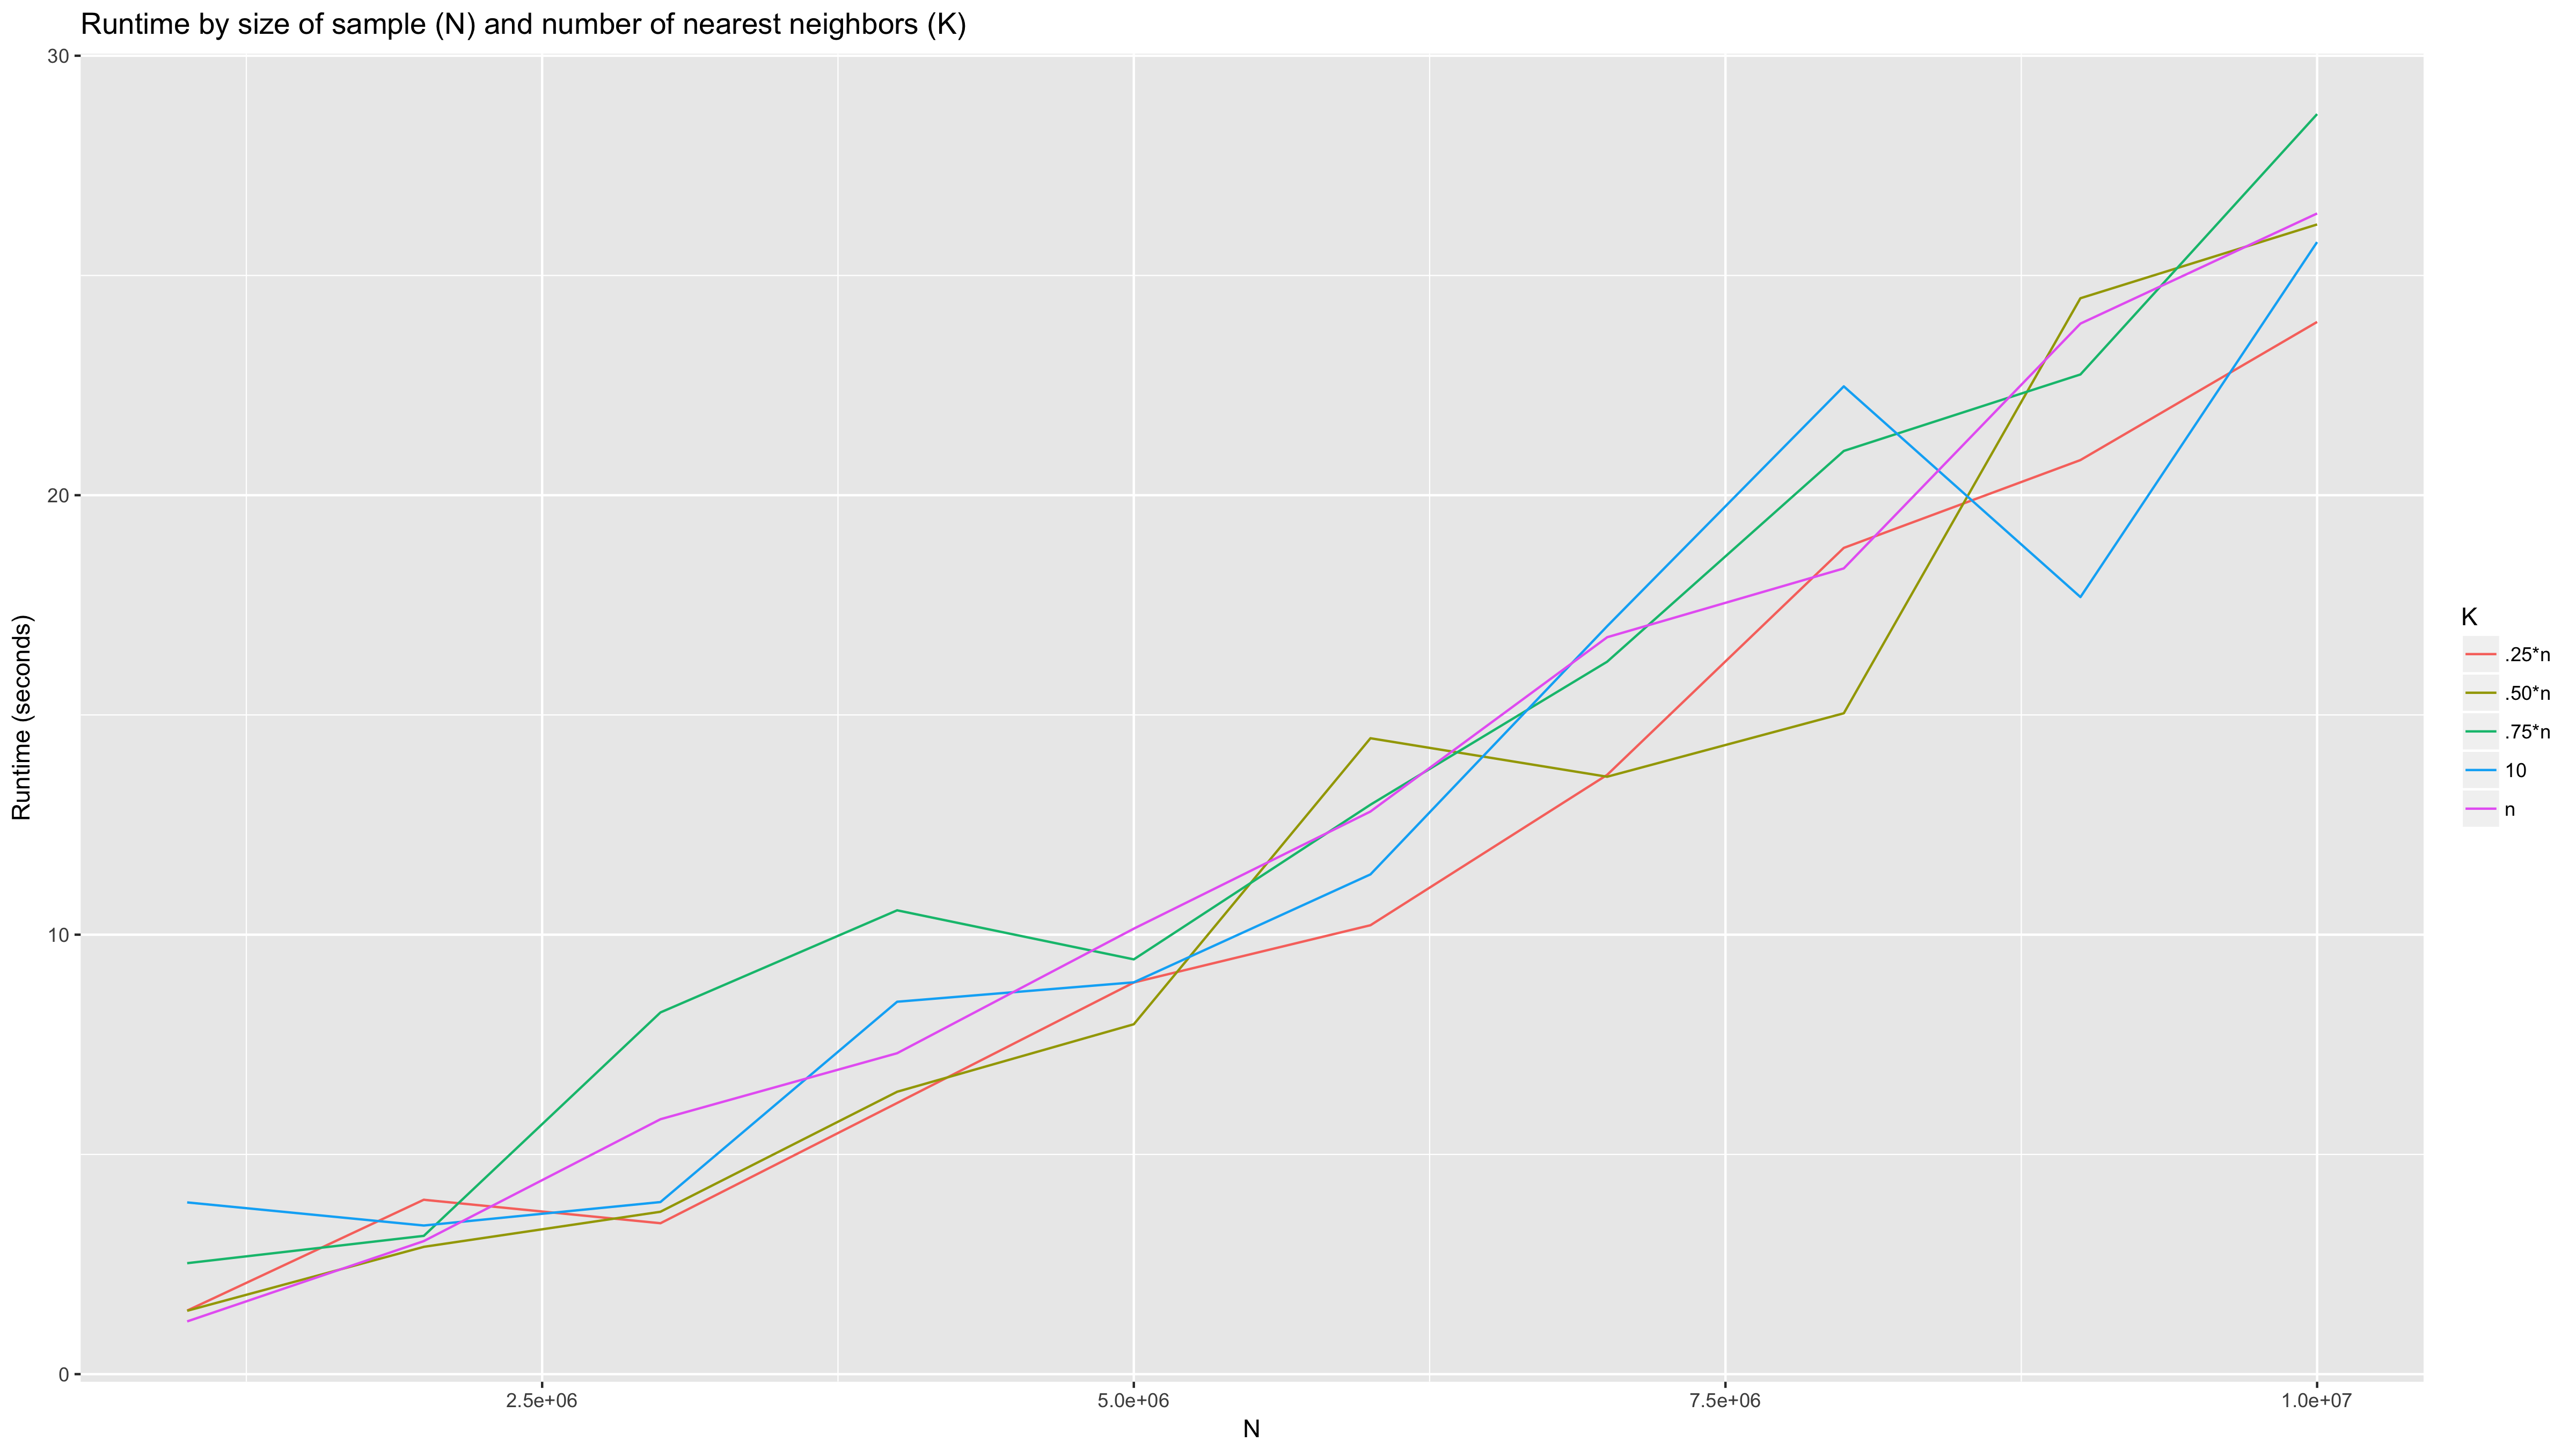 Runtime by size of sample (N) and number of nearest neighbors (K)
30
20
10
0
Runtime (seconds)
2.5e+06
5.0e+06
7.5e+06
1.0e+07
N
K
.25*n
.50*n
.75*n
10
n